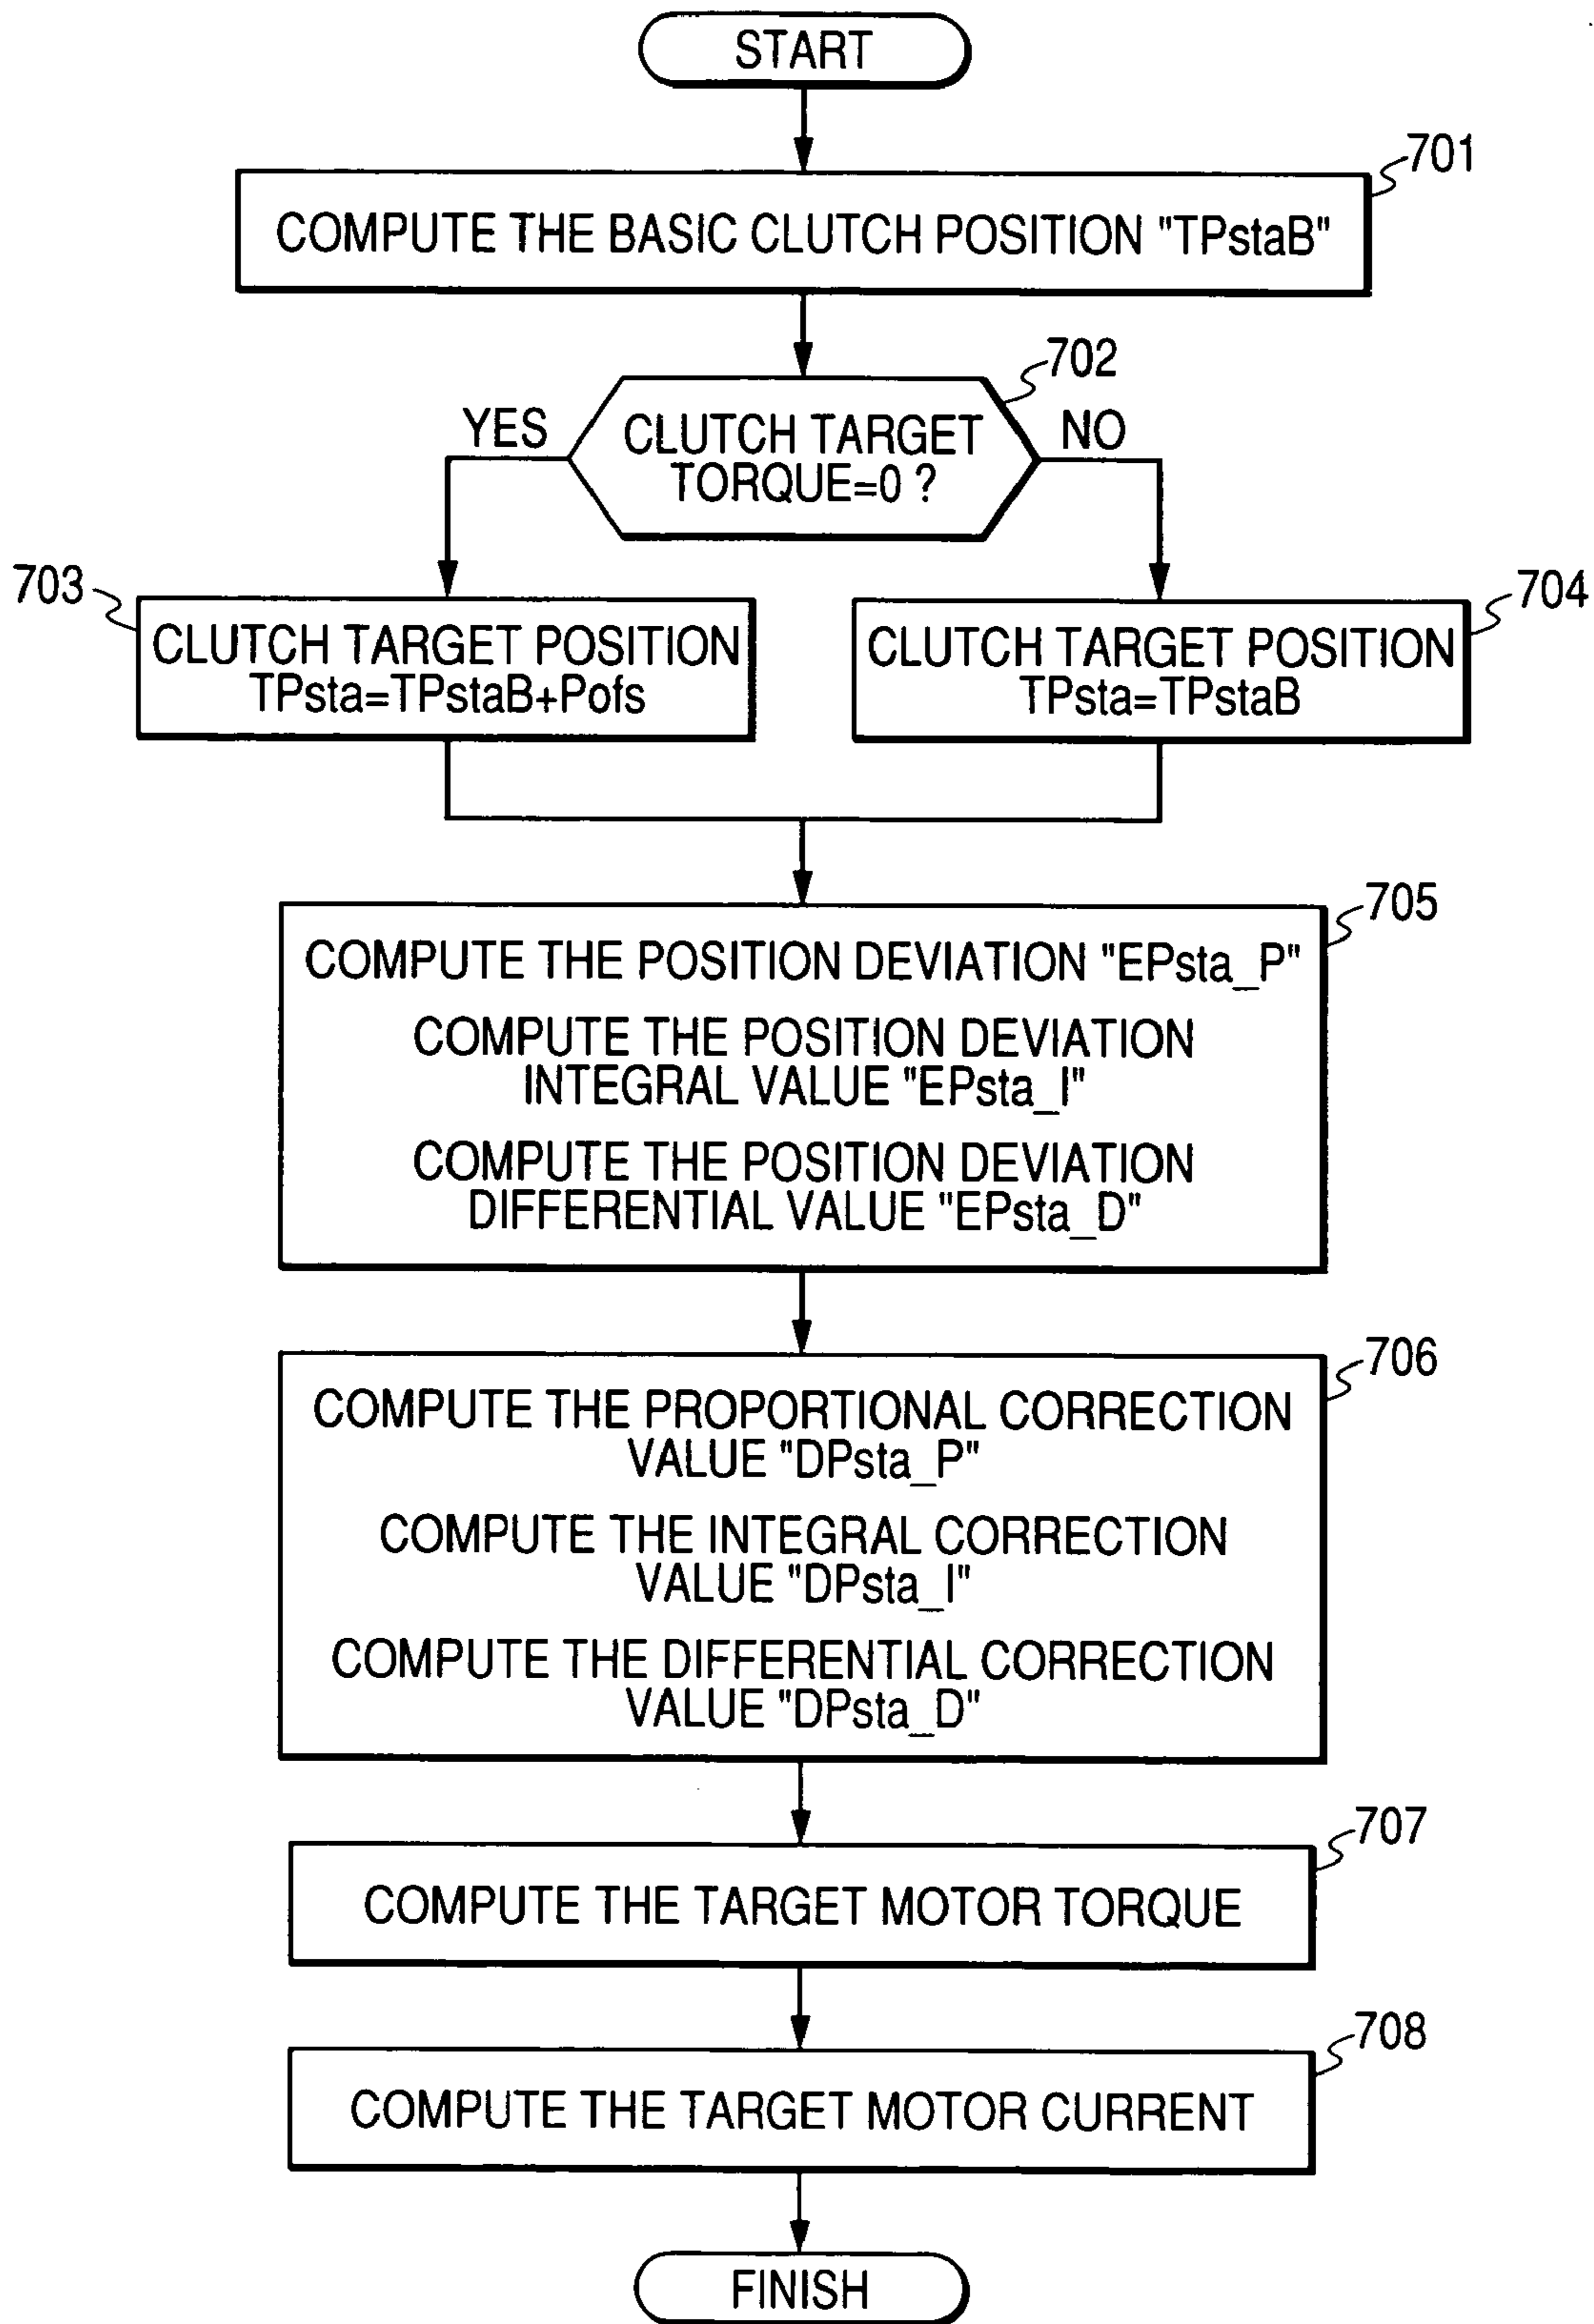 START
701
COMPUTE THE BASIC CLUTCH POSITION "TPstaB"
702
YES
CLUTCH TARGET
TORQUE=0 ?
NO
703
CLUTCH TARGET POSITION
TPsta=TPstaB+Pofs
704
CLUTCH TARGET POSITION
TPsta=TPstaB
705
COMPUTE THE POSITION DEVIATION "EPsta_P"
COMPUTE THE POSITION DEVIATION
INTEGRAL VALUE "EPsta_I"
COMPUTE THE POSITION DEVIATION
DIFFERENTIAL VALUE "EPsta_D"
706
COMPUTE THE PROPORTIONAL CORRECTION
VALUE "DPsta_P"
COMPUTE THE INTEGRAL CORRECTION
VALUE "DPsta_I"
COMPUTE THE DIFFERENTIAL CORRECTION
VALUE "DPsta_D"
707
COMPUTE THE TARGET MOTOR TORQUE
708
COMPUTE THE TARGET MOTOR CURRENT
FINISH